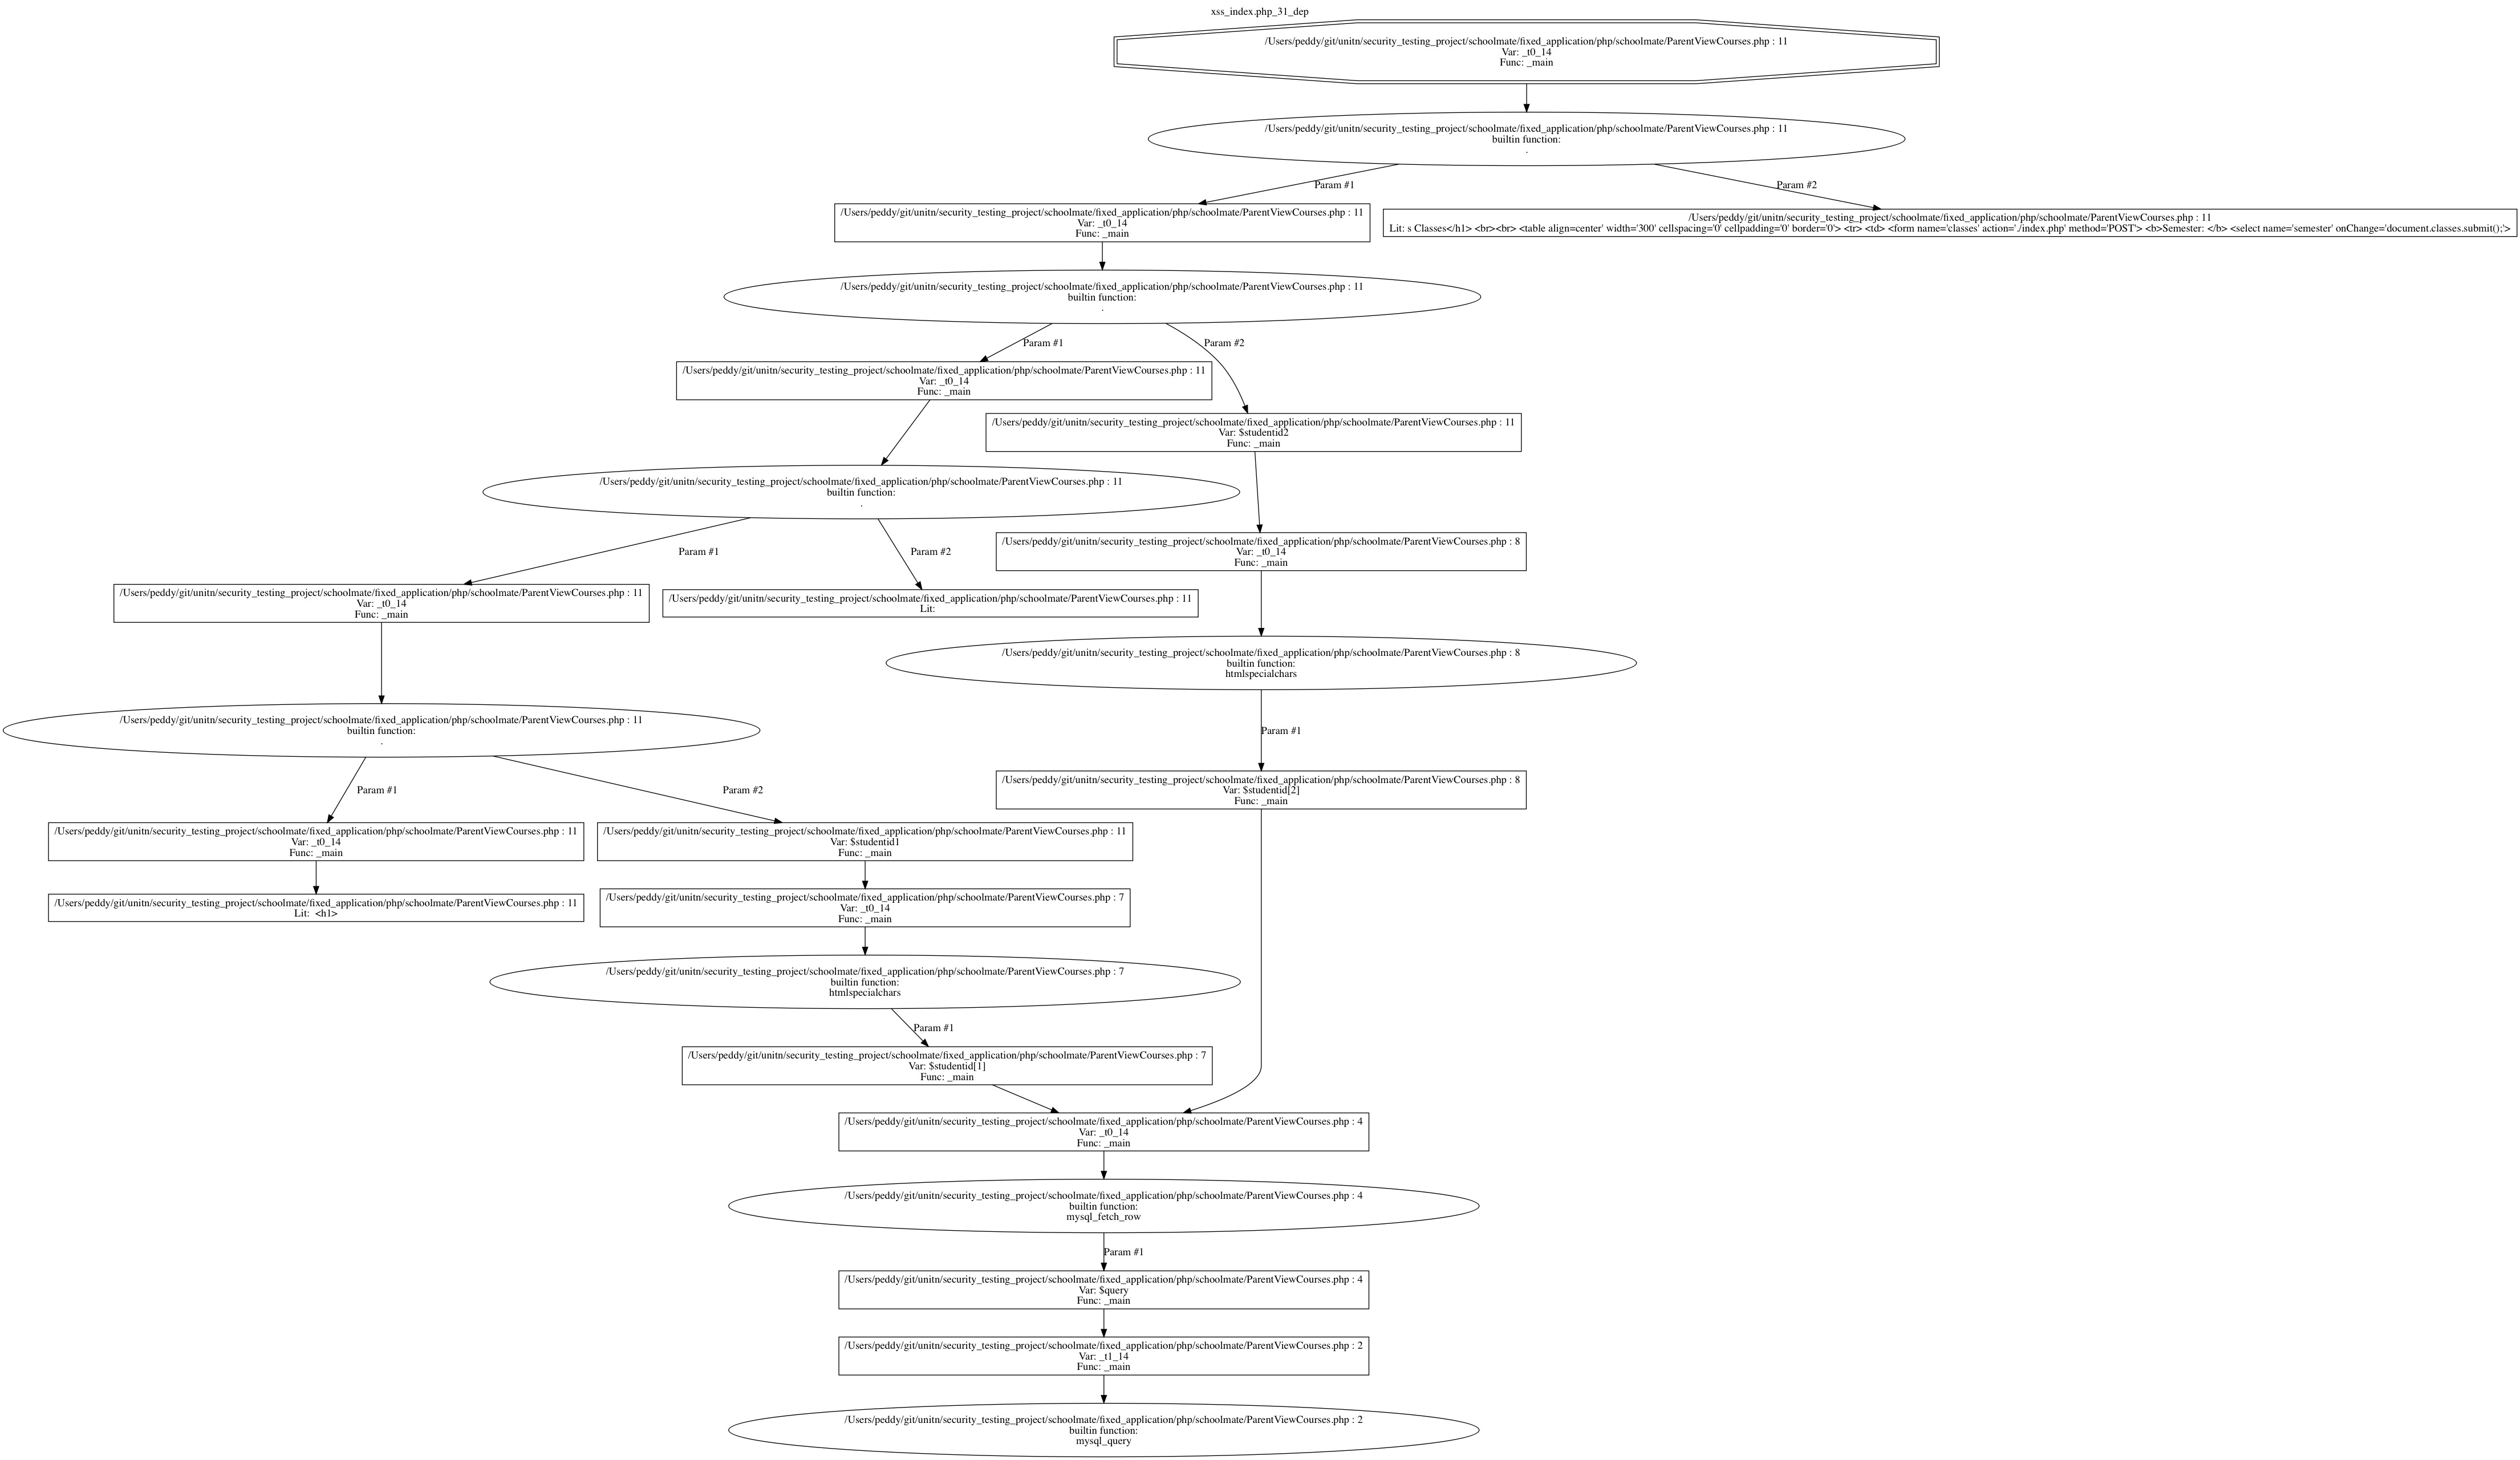 xss_index.php_31_dep
/Users/peddy/git/unitn/security_testing_project/schoolmate/fixed_application/php/schoolmate/ParentViewCourses.php : 11
Var: _t0_14
Func: _main
/Users/peddy/git/unitn/security_testing_project/schoolmate/fixed_application/php/schoolmate/ParentViewCourses.php : 11
builtin function:
.
Param #1
Param #2
/Users/peddy/git/unitn/security_testing_project/schoolmate/fixed_application/php/schoolmate/ParentViewCourses.php : 11
Var: _t0_14
Func: _main
/Users/peddy/git/unitn/security_testing_project/schoolmate/fixed_application/php/schoolmate/ParentViewCourses.php : 11
Lit: s Classes</h1> <br><br> <table align=center' width='300' cellspacing='0' cellpadding='0' border='0'> <tr> <td> <form name='classes' action='./index.php' method='POST'> <b>Semester: </b> <select name='semester' onChange='document.classes.submit();'>
/Users/peddy/git/unitn/security_testing_project/schoolmate/fixed_application/php/schoolmate/ParentViewCourses.php : 11
builtin function:
.
Param #1
Param #2
/Users/peddy/git/unitn/security_testing_project/schoolmate/fixed_application/php/schoolmate/ParentViewCourses.php : 11
Var: _t0_14
Func: _main
/Users/peddy/git/unitn/security_testing_project/schoolmate/fixed_application/php/schoolmate/ParentViewCourses.php : 11
Var: $studentid2
Func: _main
/Users/peddy/git/unitn/security_testing_project/schoolmate/fixed_application/php/schoolmate/ParentViewCourses.php : 11
builtin function:
.
Param #1
Param #2
/Users/peddy/git/unitn/security_testing_project/schoolmate/fixed_application/php/schoolmate/ParentViewCourses.php : 8
Var: _t0_14
Func: _main
/Users/peddy/git/unitn/security_testing_project/schoolmate/fixed_application/php/schoolmate/ParentViewCourses.php : 11
Var: _t0_14
Func: _main
/Users/peddy/git/unitn/security_testing_project/schoolmate/fixed_application/php/schoolmate/ParentViewCourses.php : 11
Lit:
/Users/peddy/git/unitn/security_testing_project/schoolmate/fixed_application/php/schoolmate/ParentViewCourses.php : 8
builtin function:
htmlspecialchars
Param #1
/Users/peddy/git/unitn/security_testing_project/schoolmate/fixed_application/php/schoolmate/ParentViewCourses.php : 11
builtin function:
.
Param #1
Param #2
/Users/peddy/git/unitn/security_testing_project/schoolmate/fixed_application/php/schoolmate/ParentViewCourses.php : 8
Var: $studentid[2]
Func: _main
/Users/peddy/git/unitn/security_testing_project/schoolmate/fixed_application/php/schoolmate/ParentViewCourses.php : 11
Var: _t0_14
Func: _main
/Users/peddy/git/unitn/security_testing_project/schoolmate/fixed_application/php/schoolmate/ParentViewCourses.php : 11
Var: $studentid1
Func: _main
/Users/peddy/git/unitn/security_testing_project/schoolmate/fixed_application/php/schoolmate/ParentViewCourses.php : 11
Lit: <h1>
/Users/peddy/git/unitn/security_testing_project/schoolmate/fixed_application/php/schoolmate/ParentViewCourses.php : 7
Var: _t0_14
Func: _main
/Users/peddy/git/unitn/security_testing_project/schoolmate/fixed_application/php/schoolmate/ParentViewCourses.php : 7
builtin function:
htmlspecialchars
Param #1
/Users/peddy/git/unitn/security_testing_project/schoolmate/fixed_application/php/schoolmate/ParentViewCourses.php : 7
Var: $studentid[1]
Func: _main
/Users/peddy/git/unitn/security_testing_project/schoolmate/fixed_application/php/schoolmate/ParentViewCourses.php : 4
Var: _t0_14
Func: _main
/Users/peddy/git/unitn/security_testing_project/schoolmate/fixed_application/php/schoolmate/ParentViewCourses.php : 4
builtin function:
mysql_fetch_row
Param #1
/Users/peddy/git/unitn/security_testing_project/schoolmate/fixed_application/php/schoolmate/ParentViewCourses.php : 4
Var: $query
Func: _main
/Users/peddy/git/unitn/security_testing_project/schoolmate/fixed_application/php/schoolmate/ParentViewCourses.php : 2
Var: _t1_14
Func: _main
/Users/peddy/git/unitn/security_testing_project/schoolmate/fixed_application/php/schoolmate/ParentViewCourses.php : 2
builtin function:
mysql_query